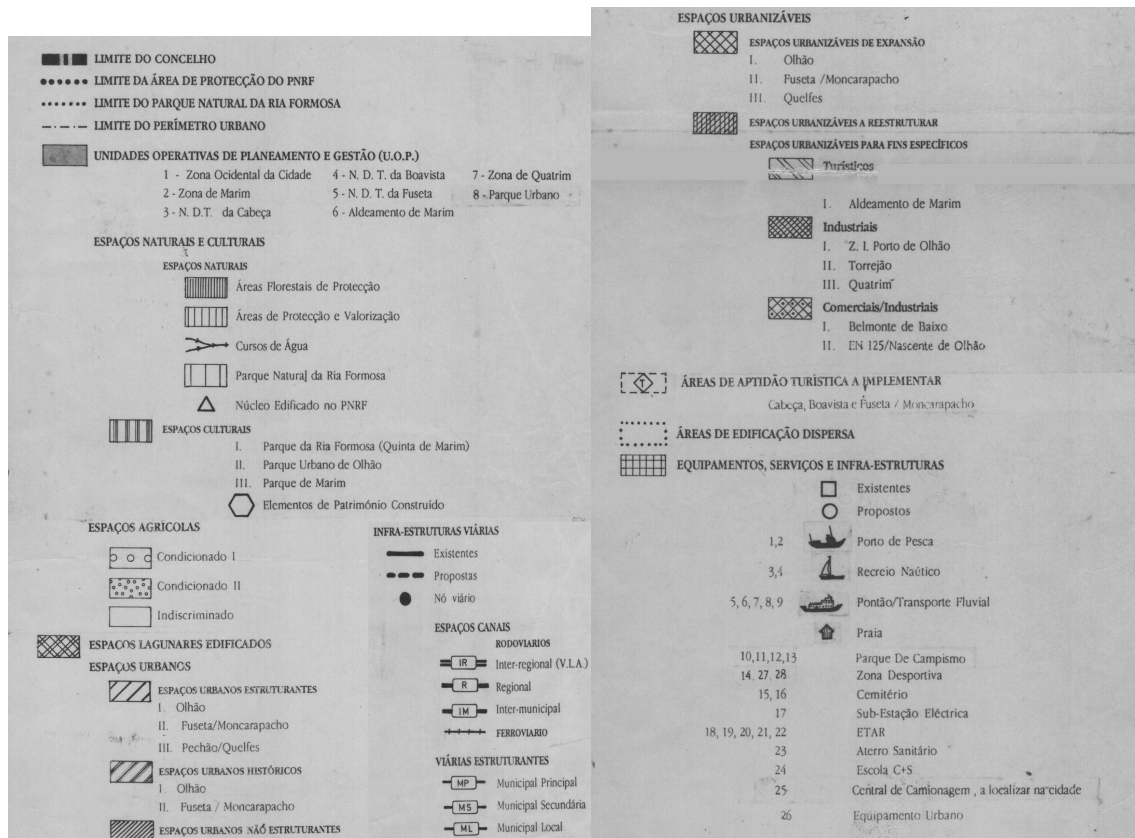 LIMITE DO CONCELHO
LIMITE DA ÁREA DE PROTECÇÃO DO PNRF
LIMITE DO PARQUE NATURAL DA RIA FORMOSA
LIMITE DO PERÍMETRO URBANO
UNIDADES OPERATIVAS DE PLANEAMENTO E GESTÃO (U.O.P.)
1 - Zona Ocidental da Cidade 4 - N. D. T. da Boavista 7 - Zona de Quatrim
2 - Zona de Marim 5 - N. D. T. da Fuseta 8 - Parque Urbano
3 - N. D.T. da Cabeça 6 - Aldeamento de Marim
ESPAÇOS NATURAIS E CULTURAIS
ESPAÇOS NATURAIS
Áreas Florestais de Protecção
Áreas de Protecção e Valorização
Cursos de Água
Parque Natural da Ria Formosa
Núcleo Edificado no PNRF
ESPAÇOS CULTURAIS
I. Parque da Ria Formosa (Quinta de Marim)
II. Parque Urbano de Olhão
III. Parque de Marim
Elementos de Património Construído
ESPAÇOS AGRÍCOLAS
Condicionado I
Condicionado II
Indiscriminado
ESPACOS LAGUNARES EDIFICADOS
ESPAÇOS URBANOS
ESPAÇOS URBANOS ESTRUTURANTES
I. Olhão
II. Fuseta/Moncarapacho
III. Pechão/Quelfes
ESPAÇOS URBANOS HISTÓRICOS
I. Olhão
II. Fuseta / Moncarapacho
ESPAÇOS URBANOS NÃO ESTRUTURANTES
INFRA-ESTRUTURAS VIÁRIAS
Existentes
Propostas
Nó viário
ESPAÇOS CANAIS
RODOVIARIOS
IR Inter-regional (V.L.A.)
R Regional
IM Inter-municipal
FERROVIARIO
VIÁRIAS ESTRUTURANTES
MP Municipal Principal
MS Municipal Secundária
ML Municipal Local
ESPAÇOS URBANIZÁVEIS
ESPAÇOS URBANIZÁVEIS DE EXPANSÃO
I. Olhão
II. Fuseta /Moncarapacho
III. Quelfes
ESPAÇOS URBANIZÁVEIS A REESTRUTURAR
ESPAÇOS URBANIZÁVEIS PARA FINS ESPECÍFICOS
Turísticos
I. Aldeamento de Marim
Industriais
I. Z. I. Porto de Olhão
II. Torrejão
III. Quatrim
Comerciais/Industriais
I. Belmonte de Baixo
II. EN 125/Nascente de Olhão
T ÁREAS DE APTIDÃO TURÍSTICA A IMPLEMENTAR
Cabeça, Boavista e Fuseta / Moncarapacho
ÁREAS DE EDIFICAÇÃO DISPERSA
EQUIPAMENTOS, SERVIÇOS E INFRA-ESTRUTURAS
Existentes
Propostos
1,2 Porto de Pesca
3,4 Recreio Naútico
5, 6, 7, 8, 9 Pontão/Transporte Fluvial
Praia
10,11,12,13 Parque De Campismo
14, 27, 28 Zona Desportiva
15, 16 Cemitério
17 Sub-Estação Eléctrica
18, 19, 20, 21, 22 ETAR
23 Aterro Sanitário
24 Escola C+S
25 Central de Camionagem , a localizar na cidade
26 Equipamento Urbano